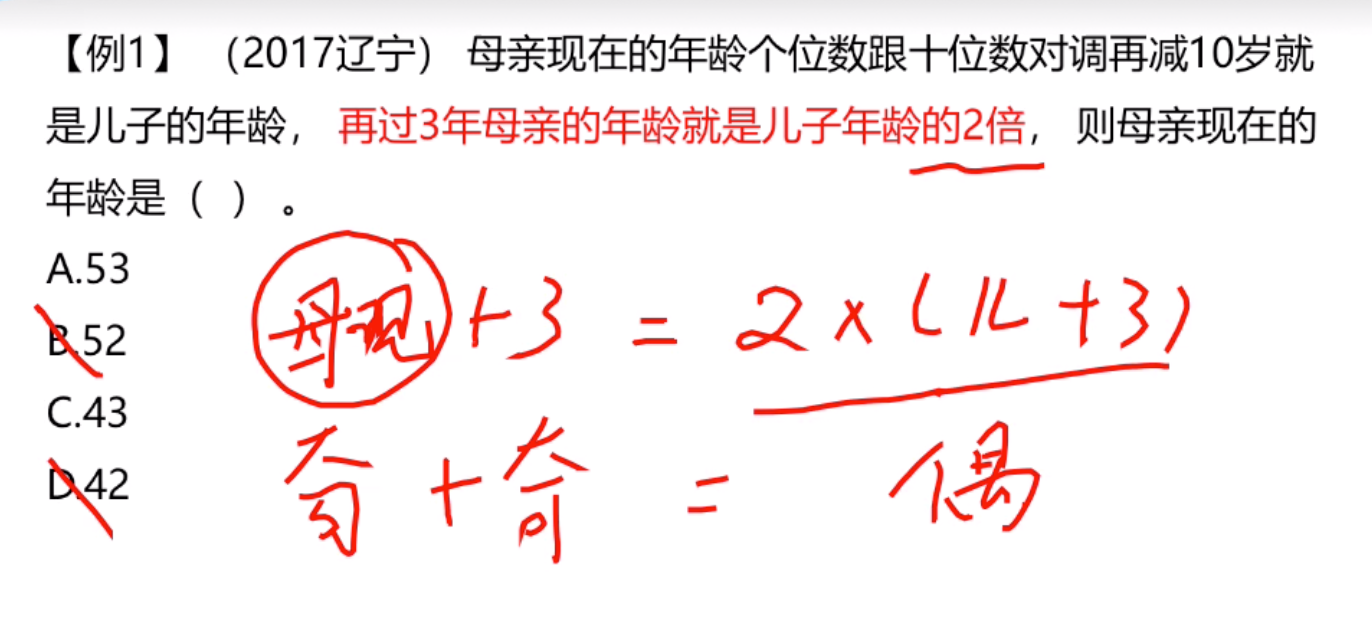 【例1】（2017辽宁）母亲现在的年龄个位数跟十位数对调再减10岁就
是儿子的年龄，再过3年母亲的年龄就是儿子年龄的2倍，则母亲现在的
年龄是（ ）。
A.53
B.52
C.43
D.42
母现+3 = 2×(儿+3)
奇+奇 = 偶